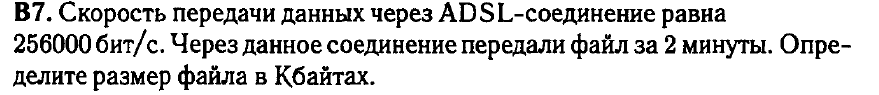 В7. Скорость передачи данных через ADSL-соединение равна
256000 бит/с. Через данное соединение передали файл за 2 минуты. Опре-
делите размер файла в Кбайтах.